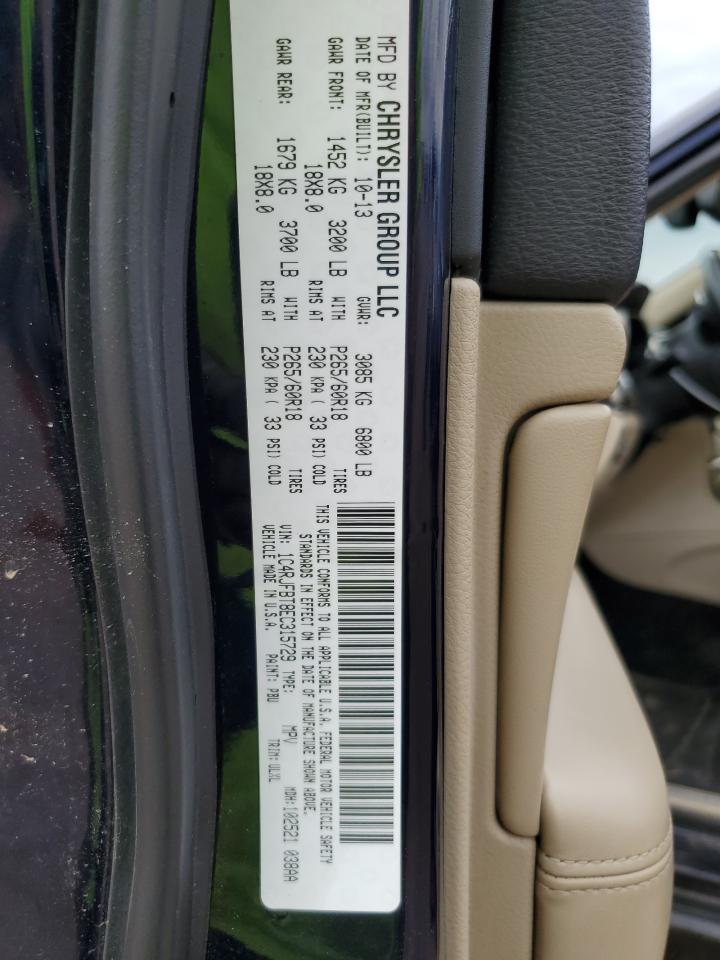 MFD BY CHRYSLER GROUP LLC
DATE OF MFR(BUILT): 10-13 GVWR: 3085 KG 6800 LB
GAWR FRONT: 1452 KG 3200 LB WITH P265/60R18 TIRES
18X8.0 RIMS AT 230 KPA ( 33 PSI) COLD
GAWR REAR: 1679 KG 3700 LB WITH P265/60R18 TIRES
18X8.0 RIMS AT 230 KPA ( 33 PSI) COLD
THIS VEHICLE CONFORMS TO ALL APPLICABLE U.S.A. FEDERAL MOTOR VEHICLE SAFETY
STANDARDS IN EFFECT ON THE DATE OF MANUFACTURE SHOWN ABOVE.
VIN: 1C4RJFBT8EC315729 TYPE: MPV MDH:102521 038AA
VEHICLE MADE IN U.S.A. PAINT: PBU TRIM: ULXL